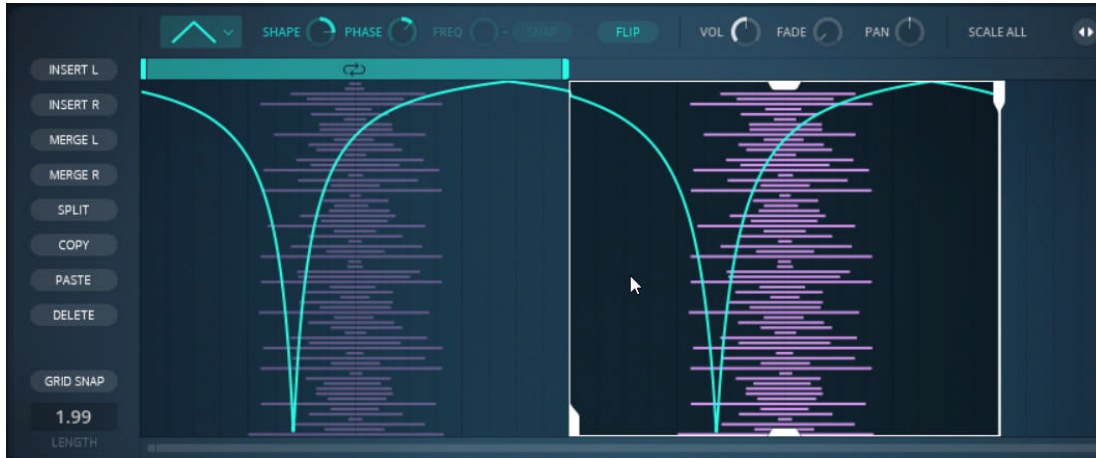 SHAPE PHASE FREQ SNAP FLIP VOL FADE PAN SCALE ALL
INSERT L
INSERT R
MERGE L
MERGE R
SPLIT
COPY
PASTE
DELETE
GRID SNAP
1.99
LENGTH